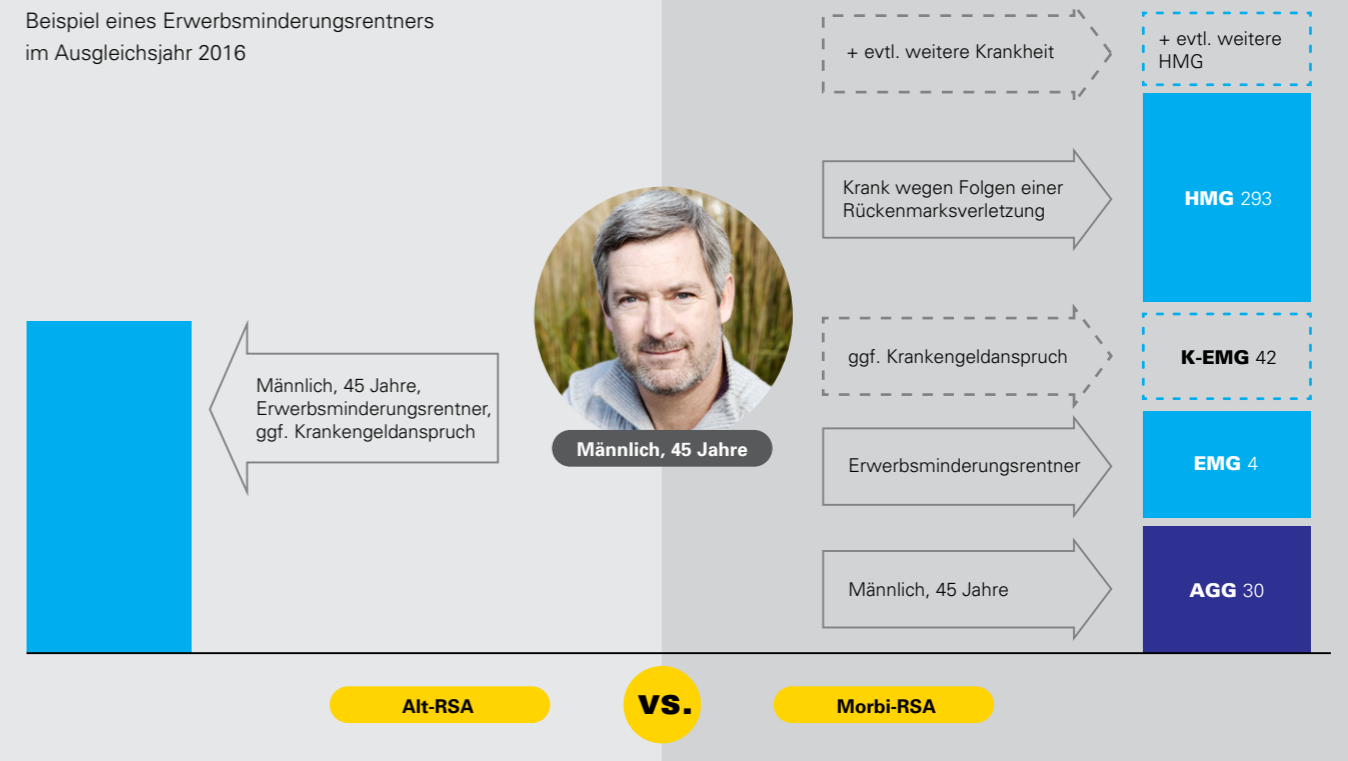 Beispiel eines Erwerbsminderungsrentners
im Ausgleichsjahr 2016
+ evtl. weitere Krankheit
+ evtl. weitere
HMG
Krank wegen Folgen einer
Rückenmarksverletzung
HMG 293
ggf. Krankengeldanspruch
K-EMG 42
Männlich, 45 Jahre,
Erwerbsminderungsrentner,
ggf. Krankengeldanspruch
Männlich, 45 Jahre
Erwerbsminderungsrentner
EMG 4
Männlich, 45 Jahre
AGG 30
Alt-RSA
vs.
Morbi-RSA